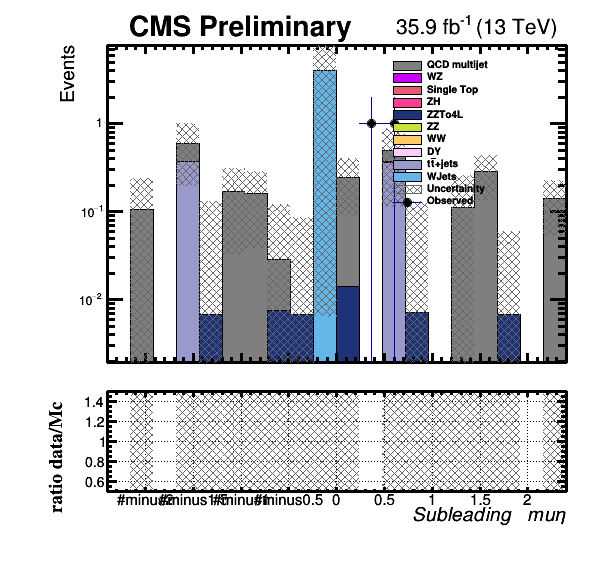 CMS Preliminary 35.9 fb⁻¹ (13 TeV)
Events
QCD multijet
WZ
Single Top
ZH
ZZTo4L
ZZ
WW
DY
tt̄+jets
WJets
Uncertainity
Observed
1
10⁻¹
10⁻²
ratio data/Mc
1.4
1.2
1
0.8
0.6
#minus2 #minus1.5 #minus1 #minus0.5 0 0.5 1 1.5 2
Subleading muη